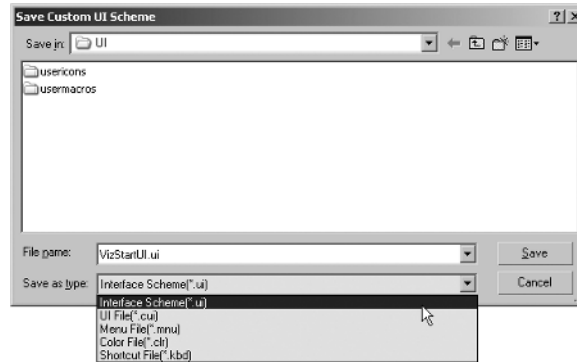 Save Custom UI Scheme
Save in: UI
usericons
usermacros
File name: VizStartUI.ui Save
Save as type: Interface Scheme(*.ui) Cancel
Interface Scheme(*.ui)
UI File(*.cui)
Menu File(*.mnu)
Color File(*.clr)
Shortcut File(*.kbd)